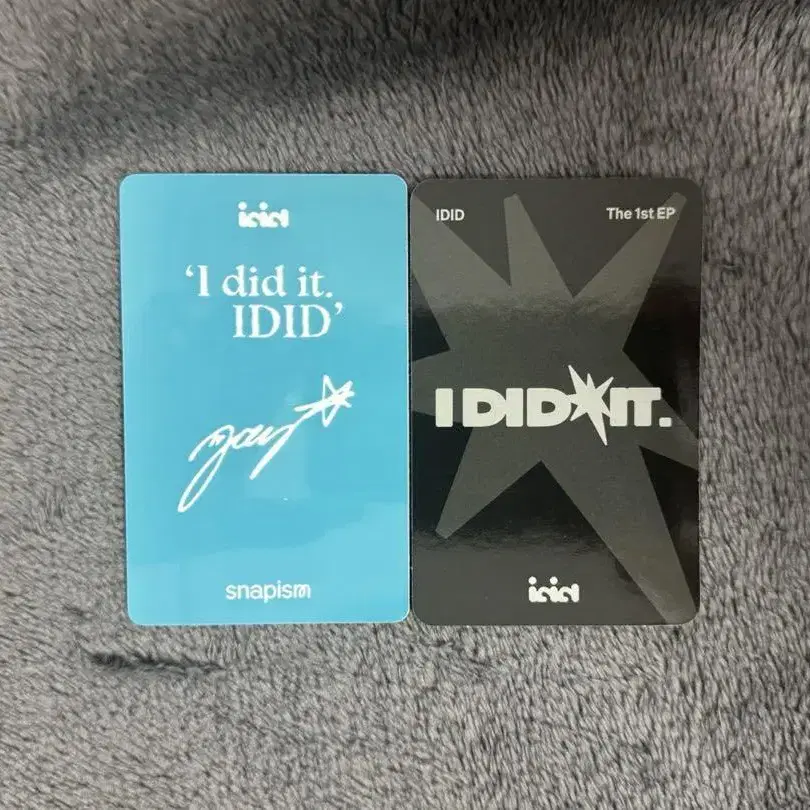 idid
'I did it.
IDID'
snapism
IDID
The 1st EP
I DID IT.
idid